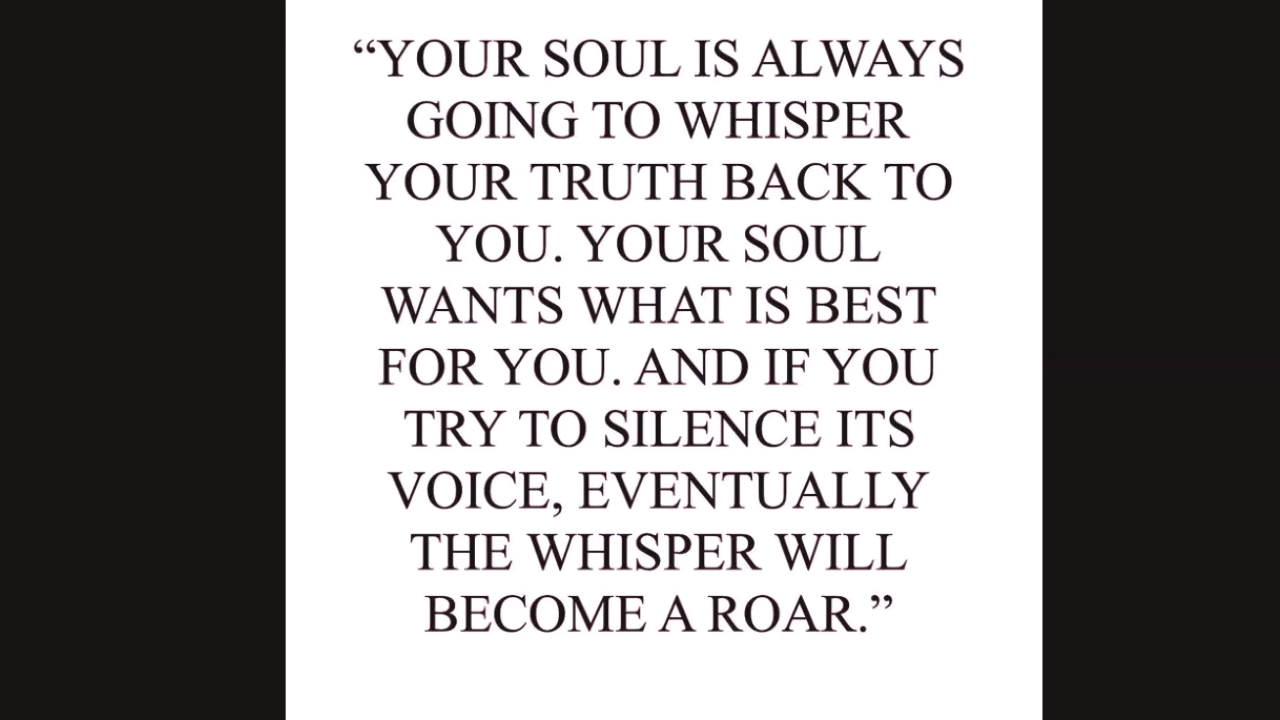 “YOUR SOUL IS ALWAYS
GOING TO WHISPER
YOUR TRUTH BACK TO
YOU. YOUR SOUL
WANTS WHAT IS BEST
FOR YOU. AND IF YOU
TRY TO SILENCE ITS
VOICE, EVENTUALLY
THE WHISPER WILL
BECOME A ROAR.”